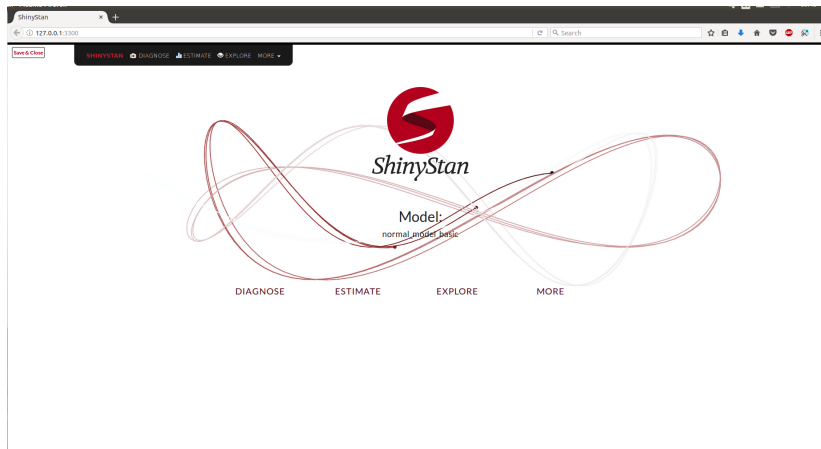 ShinyStan × +
127.0.0.1:3300
Search
Save & Close
SHINYSTAN DIAGNOSE ESTIMATE EXPLORE MORE
ShinyStan
Model:
normal_model_basic
DIAGNOSE ESTIMATE EXPLORE MORE